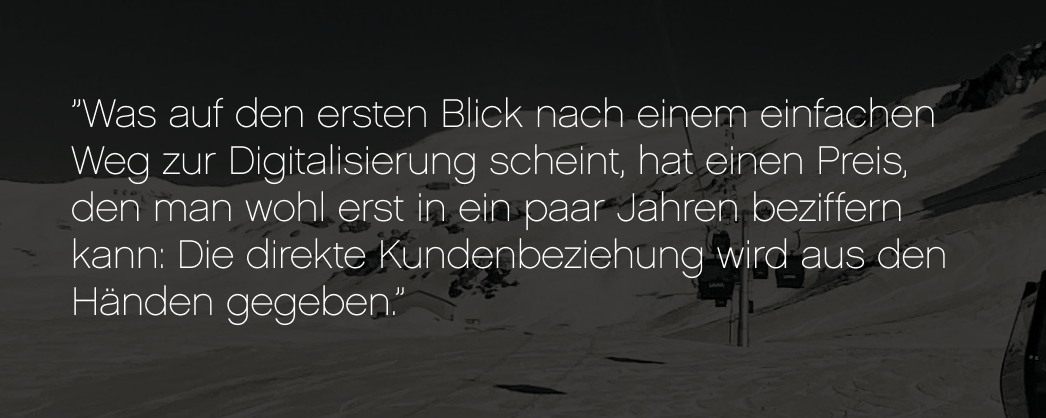 ”Was auf den ersten Blick nach einem einfachen
Weg zur Digitalisierung scheint, hat einen Preis,
den man wohl erst in ein paar Jahren beziffern
kann: Die direkte Kundenbeziehung wird aus den
Händen gegeben.”